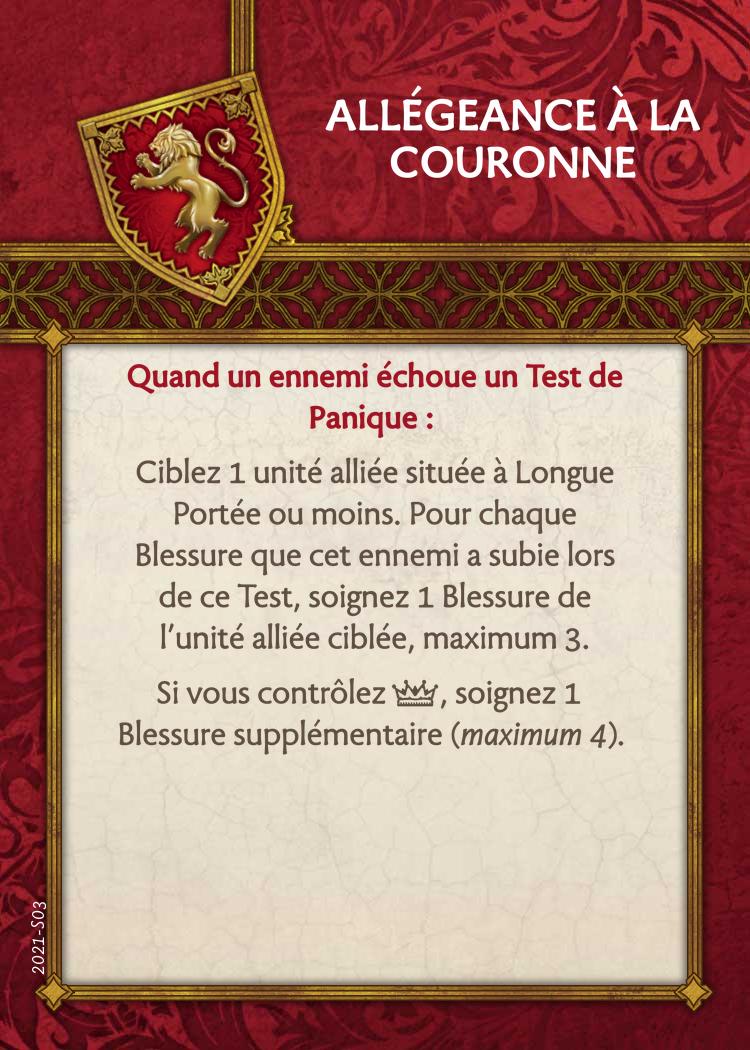 ALLÉGEANCE À LA
COURONNE
Quand un ennemi échoue un Test de
Panique :
Ciblez 1 unité alliée située à Longue
Portée ou moins. Pour chaque
Blessure que cet ennemi a subie lors
de ce Test, soignez 1 Blessure de
l'unité alliée ciblée, maximum 3.
Si vous contrôlez , soignez 1
Blessure supplémentaire (maximum 4).
2021-S03